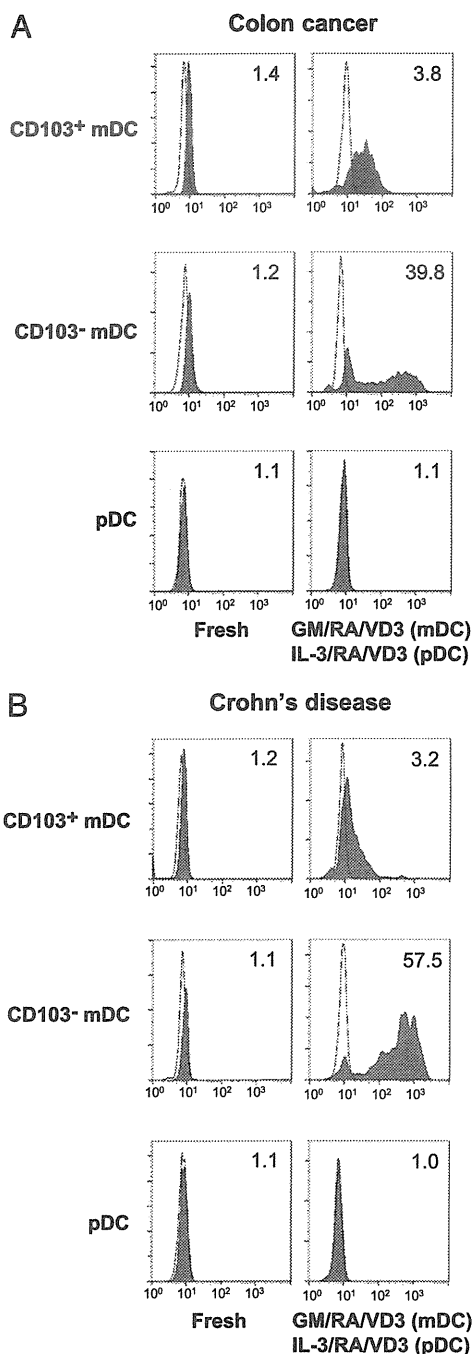 A
Colon cancer
CD103+ mDC
1.4
3.8
10⁰ 10¹ 10² 10³
10⁰ 10¹ 10² 10³
CD103- mDC
1.2
39.8
10⁰ 10¹ 10² 10³
10⁰ 10¹ 10² 10³
pDC
1.1
1.1
10⁰ 10¹ 10² 10³
10⁰ 10¹ 10² 10³
Fresh
GM/RA/VD3 (mDC)
IL-3/RA/VD3 (pDC)
B
Crohn's disease
CD103+ mDC
1.2
3.2
10⁰ 10¹ 10² 10³
10⁰ 10¹ 10² 10³
CD103- mDC
1.1
57.5
10⁰ 10¹ 10² 10³
10⁰ 10¹ 10² 10³
pDC
1.1
1.0
10⁰ 10¹ 10² 10³
10⁰ 10¹ 10² 10³
Fresh
GM/RA/VD3 (mDC)
IL-3/RA/VD3 (pDC)